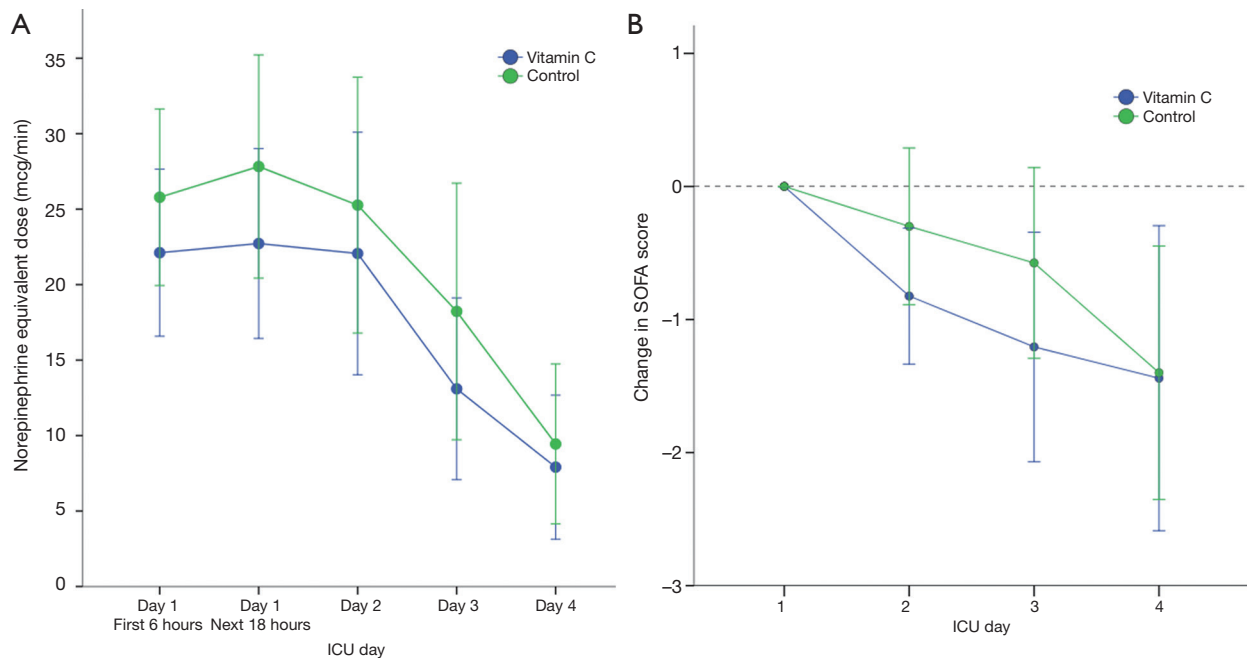 A
Norepinephrine equivalent dose (mcg/min)
35
30
25
20
15
10
5
0
Vitamin C
Control
Day 1 Day 1 Day 2 Day 3 Day 4
First 6 hours Next 18 hours
ICU day
B
Change in SOFA score
1
0
–1
–2
–3
Vitamin C
Control
1 2 3 4
ICU day